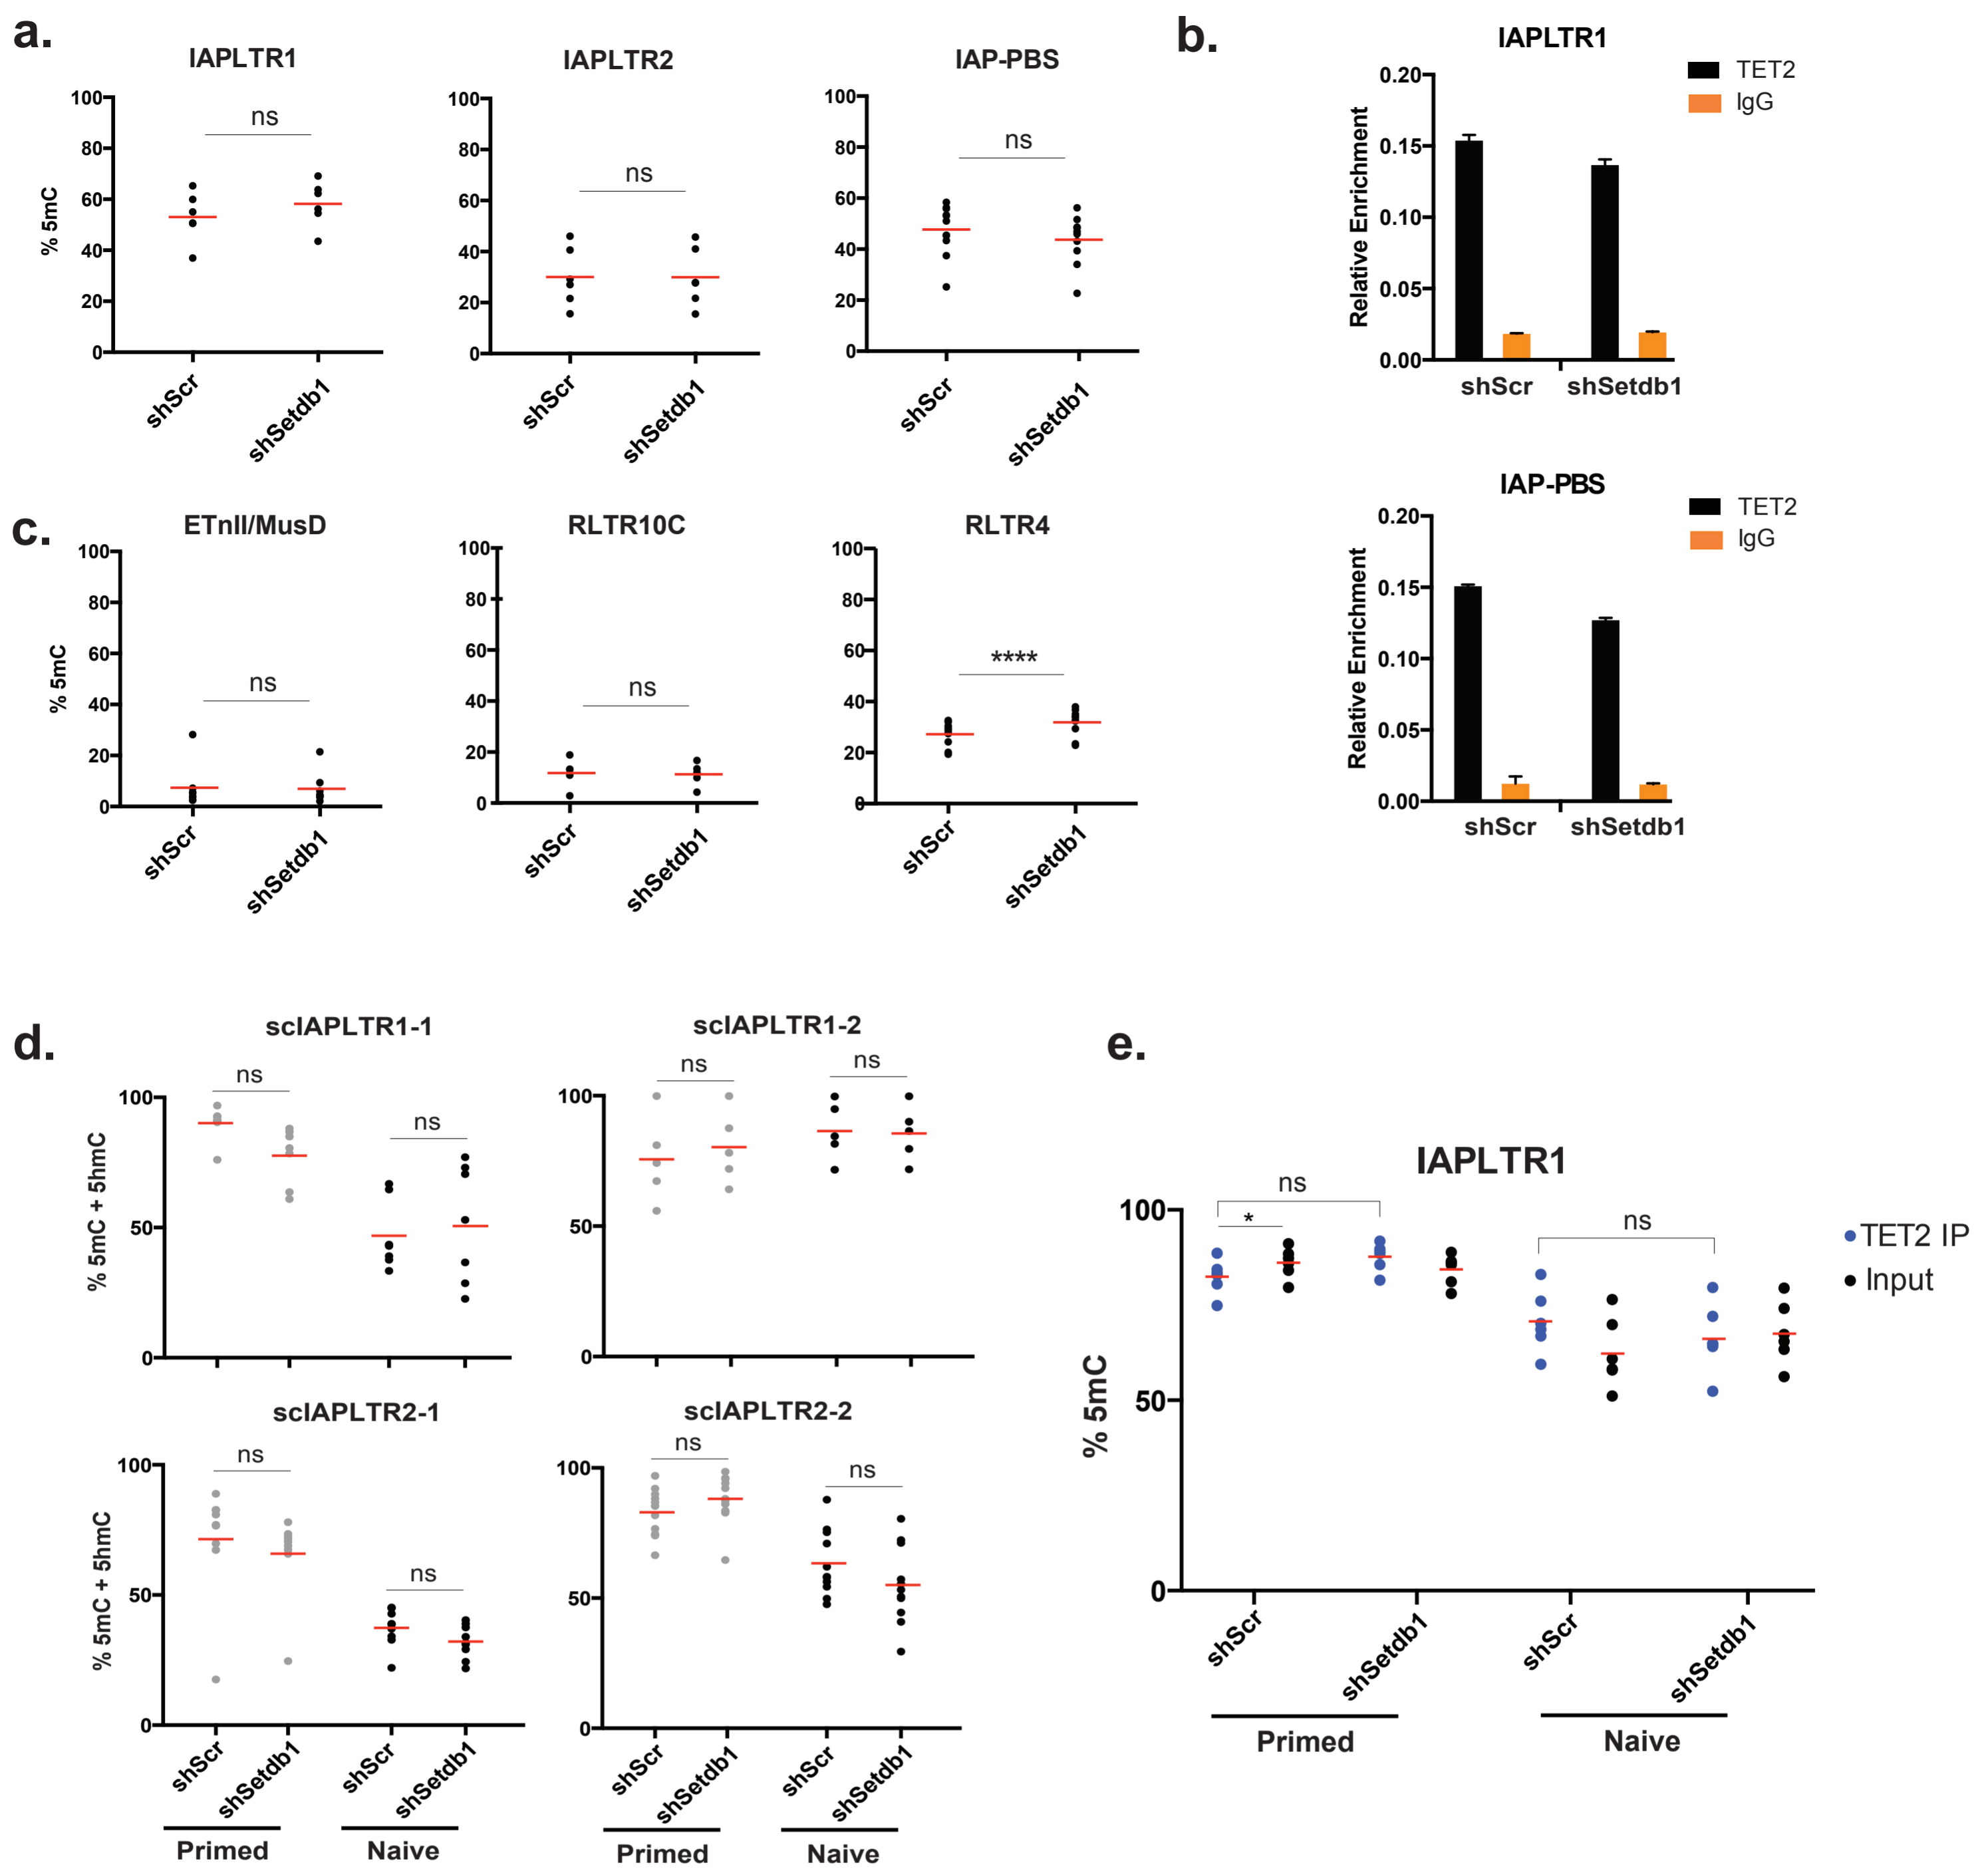 a.
IAPLTR1
IAPLTR2
IAP-PBS
% 5mC
100
80
60
40
20
0
ns
shScr
shSetdb1
100
80
60
40
20
0
ns
shScr
shSetdb1
100
80
60
40
20
0
ns
shScr
shSetdb1
b.
IAPLTR1
Relative Enrichment
0.20
0.15
0.10
0.05
0.00
TET2
IgG
shScr
shSetdb1
IAP-PBS
Relative Enrichment
0.20
0.15
0.10
0.05
0.00
TET2
IgG
shScr
shSetdb1
c.
ETnII/MusD
RLTR10C
RLTR4
% 5mC
100
80
60
40
20
0
ns
shScr
shSetdb1
100
80
60
40
20
0
ns
shScr
shSetdb1
100
80
60
40
20
0
****
shScr
shSetdb1
d.
scIAPLTR1-1
% 5mC + 5hmC
100
50
0
ns
ns
scIAPLTR1-2
100
50
0
ns
ns
scIAPLTR2-1
% 5mC + 5hmC
100
50
0
ns
ns
shScr
shSetdb1
shScr
shSetdb1
Primed
Naive
scIAPLTR2-2
100
50
0
ns
ns
shScr
shSetdb1
shScr
shSetdb1
Primed
Naive
e.
IAPLTR1
% 5mC
100
50
0
ns
*
ns
TET2 IP
Input
shScr
shSetdb1
shScr
shSetdb1
Primed
Naive